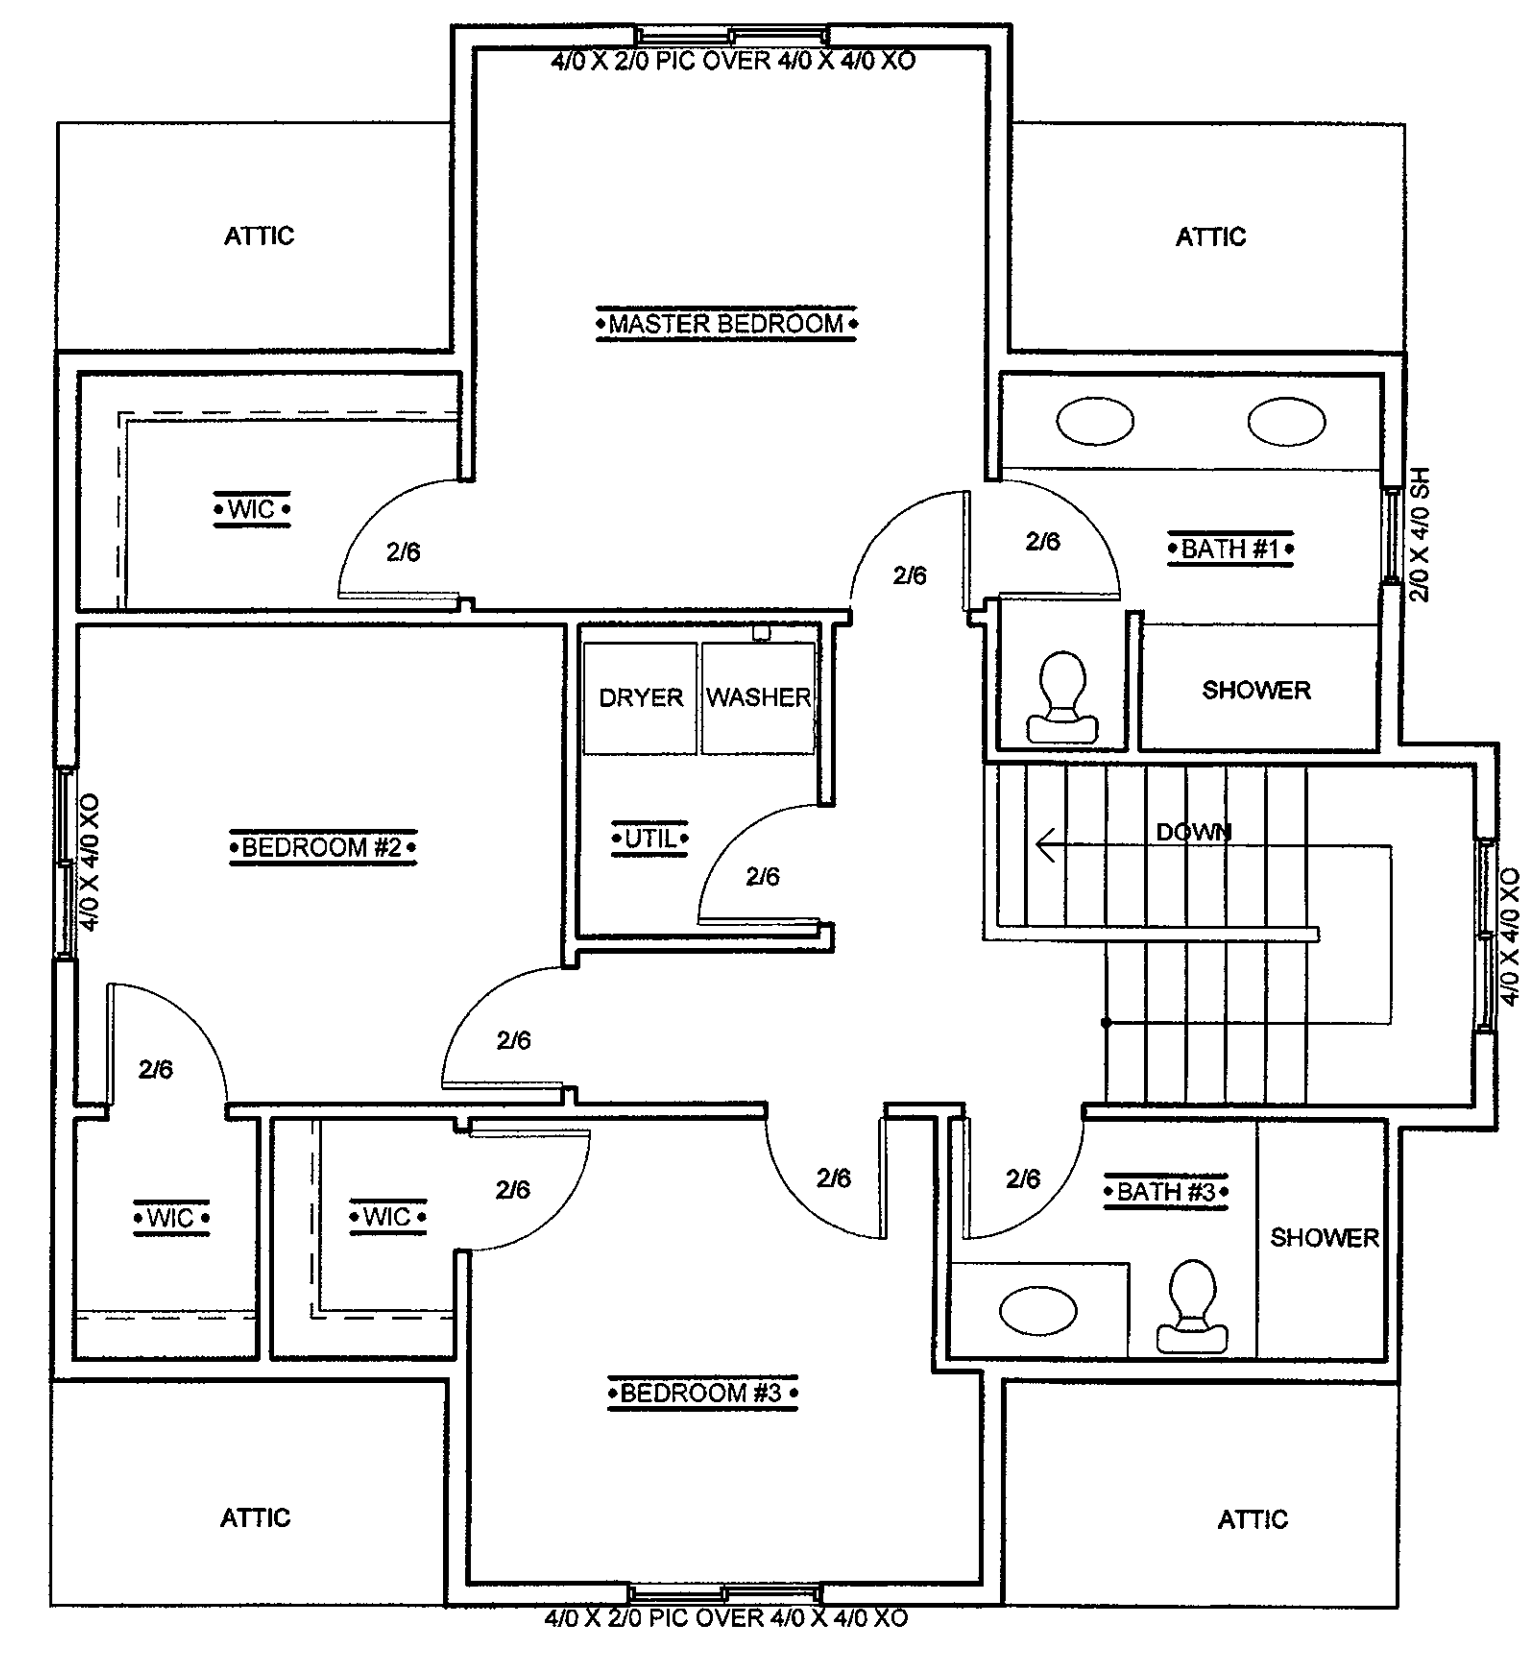 4/0 X 2/0 PIC OVER 4/0 X 4/0 XO
ATTIC
ATTIC
•MASTER BEDROOM•
•WIC•
2/6
2/6
2/6
•BATH #1•
2/0 X 4/0 SH
DRYER
WASHER
SHOWER
•UTIL•
2/6
DOWN
•BEDROOM #2•
4/0 X 4/0 XO
4/0 X 4/0 XO
2/6
2/6
•WIC•
•WIC•
2/6
2/6
2/6
•BATH #3•
SHOWER
•BEDROOM #3•
ATTIC
ATTIC
4/0 X 2/0 PIC OVER 4/0 X 4/0 XO